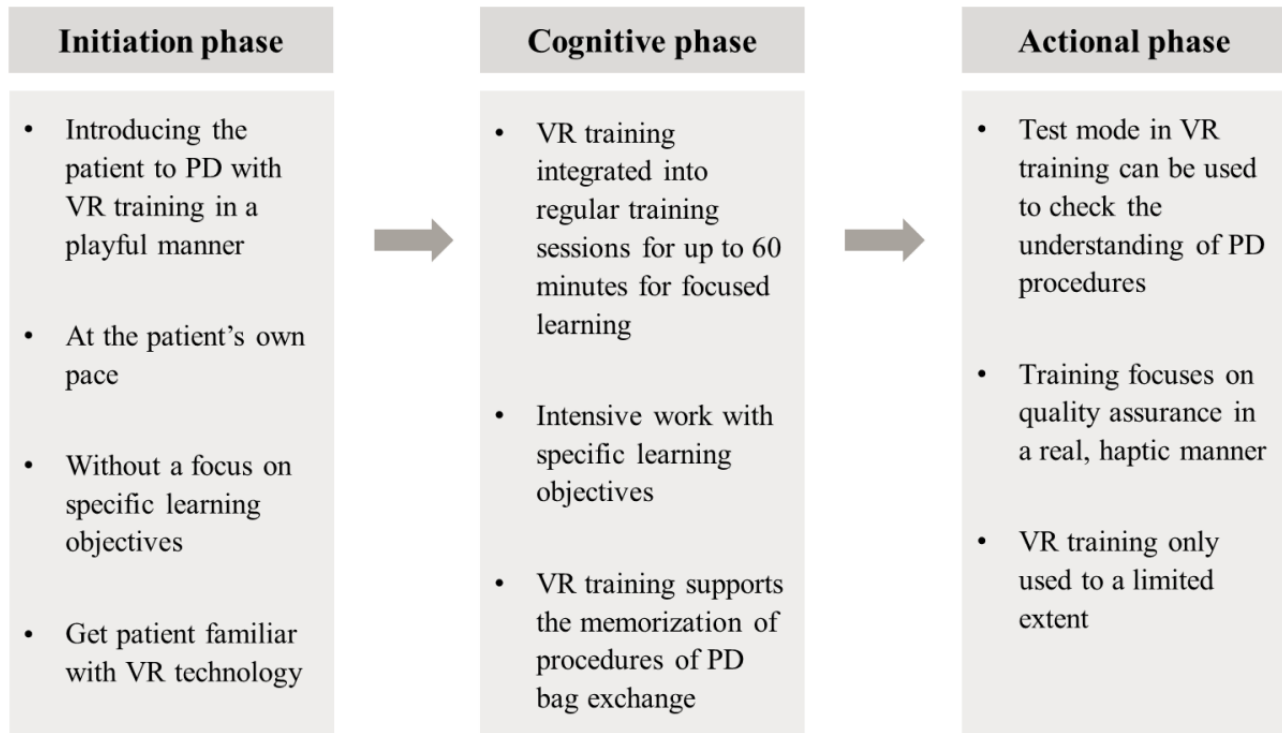 Initiation phase
• Introducing the
patient to PD with
VR training in a
playful manner
• At the patient's own
pace
• Without a focus on
specific learning
objectives
• Get patient familiar
with VR technology
Cognitive phase
• VR training
integrated into
regular training
sessions for up to 60
minutes for focused
learning
• Intensive work with
specific learning
objectives
• VR training supports
the memorization of
procedures of PD
bag exchange
Actional phase
• Test mode in VR
training can be used
to check the
understanding of PD
procedures
• Training focuses on
quality assurance in
a real, haptic manner
• VR training only
used to a limited
extent